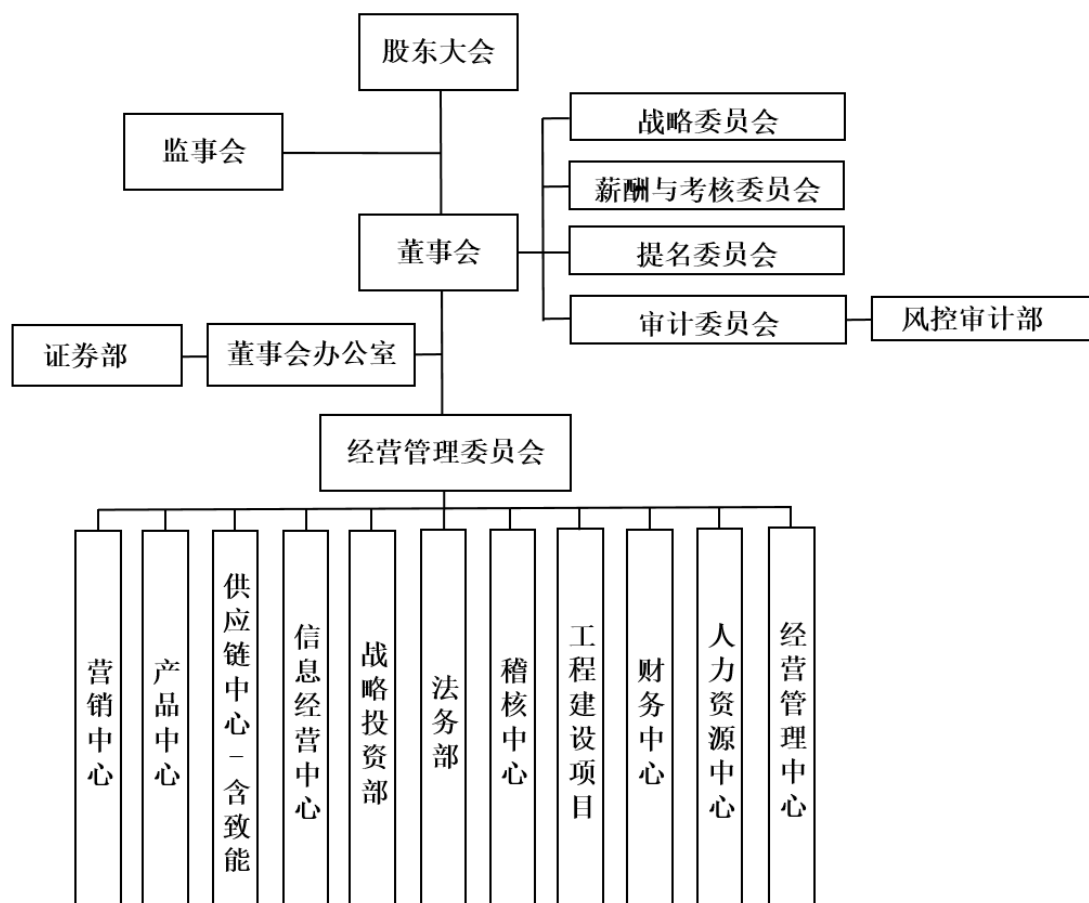 股东大会
监事会
战略委员会
薪酬与考核委员会
董事会
提名委员会
审计委员会
风控审计部
证券部
董事会办公室
经营管理委员会
营销中心
产品中心
供应链中心-含致能
信息经营中心
战略投资部
法务部
稽核中心
工程建设项目
财务中心
人力资源中心
经营管理中心